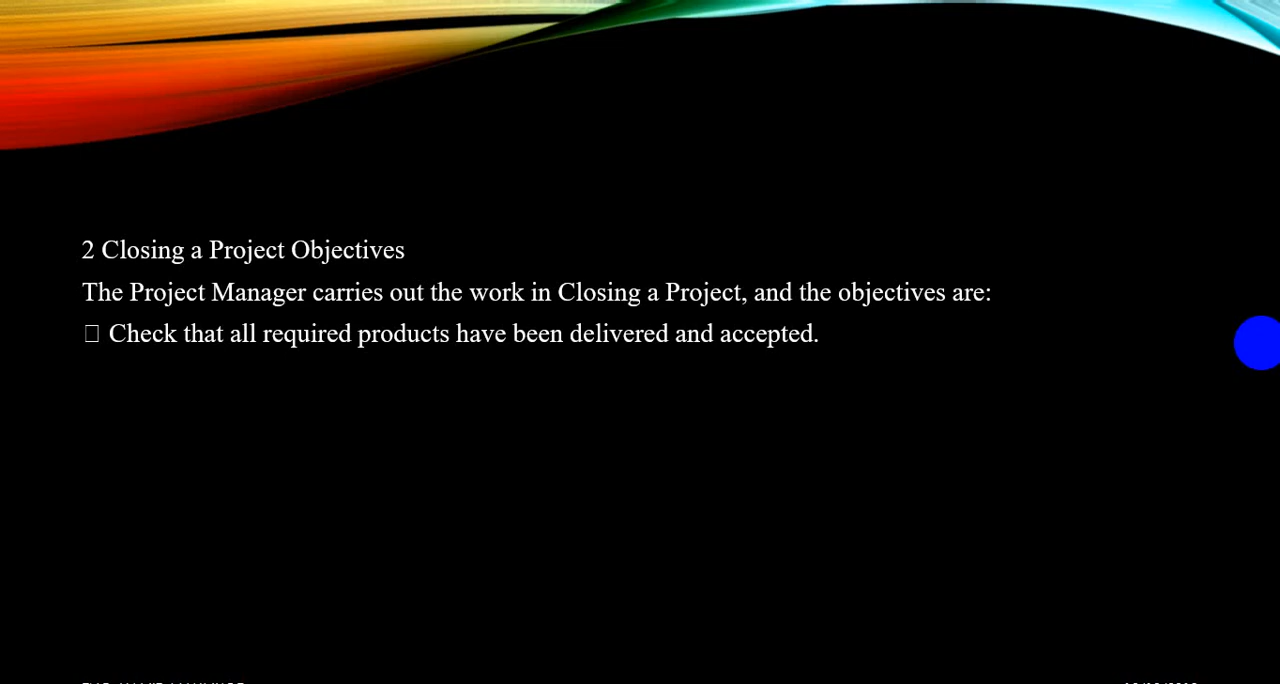 2 Closing a Project Objectives
The Project Manager carries out the work in Closing a Project, and the objectives are:
□ Check that all required products have been delivered and accepted.